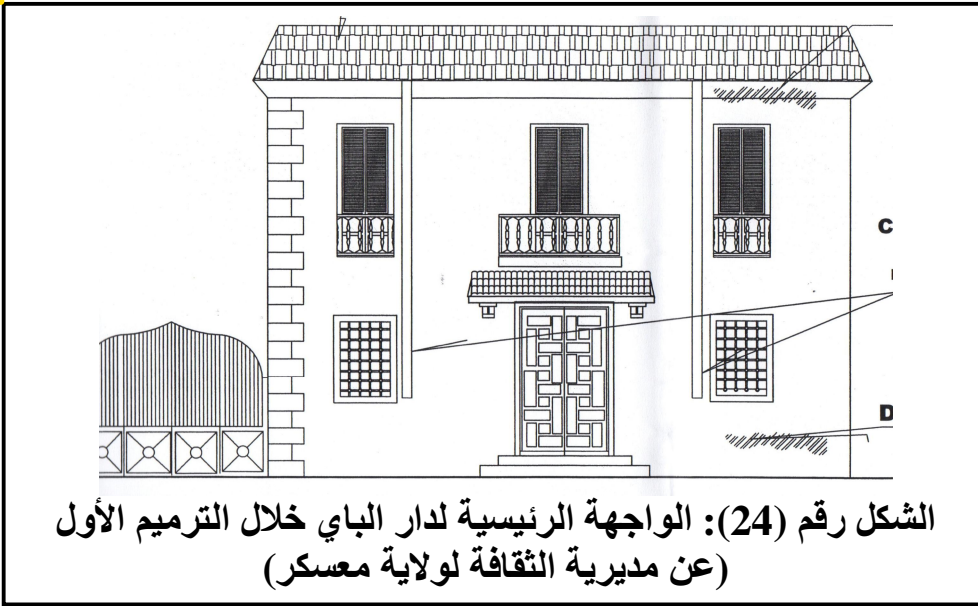 C
D
الشكل رقم (24): الواجهة الرئيسية لدار الباي خلال الترميم الأول
(عن مديرية الثقافة لولاية معسكر)